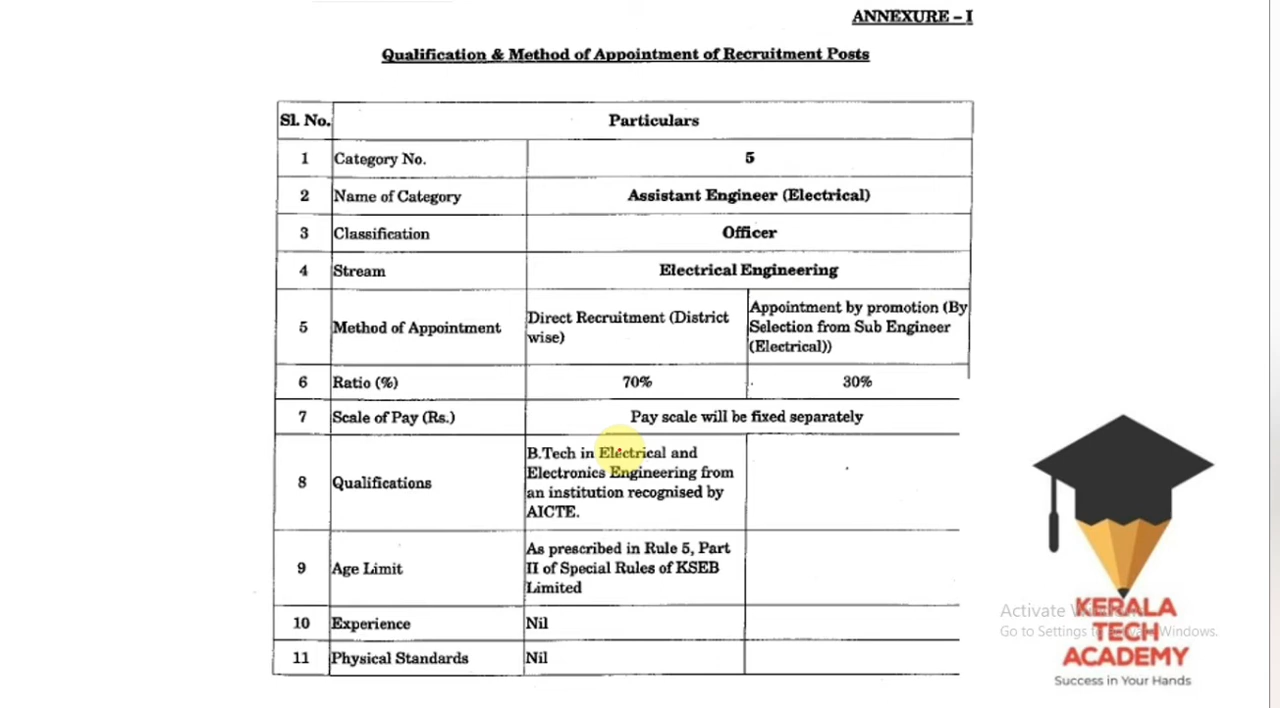 ANNEXURE – I
Qualification & Method of Appointment of Recruitment Posts
Sl. No. Particulars
1 Category No. 5
2 Name of Category Assistant Engineer (Electrical)
3 Classification Officer
4 Stream Electrical Engineering
5 Method of Appointment Direct Recruitment (District
wise) Appointment by promotion (By
Selection from Sub Engineer
(Electrical))
6 Ratio (%) 70% 30%
7 Scale of Pay (Rs.) Pay scale will be fixed separately
8 Qualifications B.Tech in Electrical and
Electronics Engineering from
an institution recognised by
AICTE.
9 Age Limit As prescribed in Rule 5, Part
II of Special Rules of KSEB
Limited
10 Experience Nil
11 Physical Standards Nil
Activate
Go to Settings Windows.
KERALA
TECH
ACADEMY
Success in Your Hands